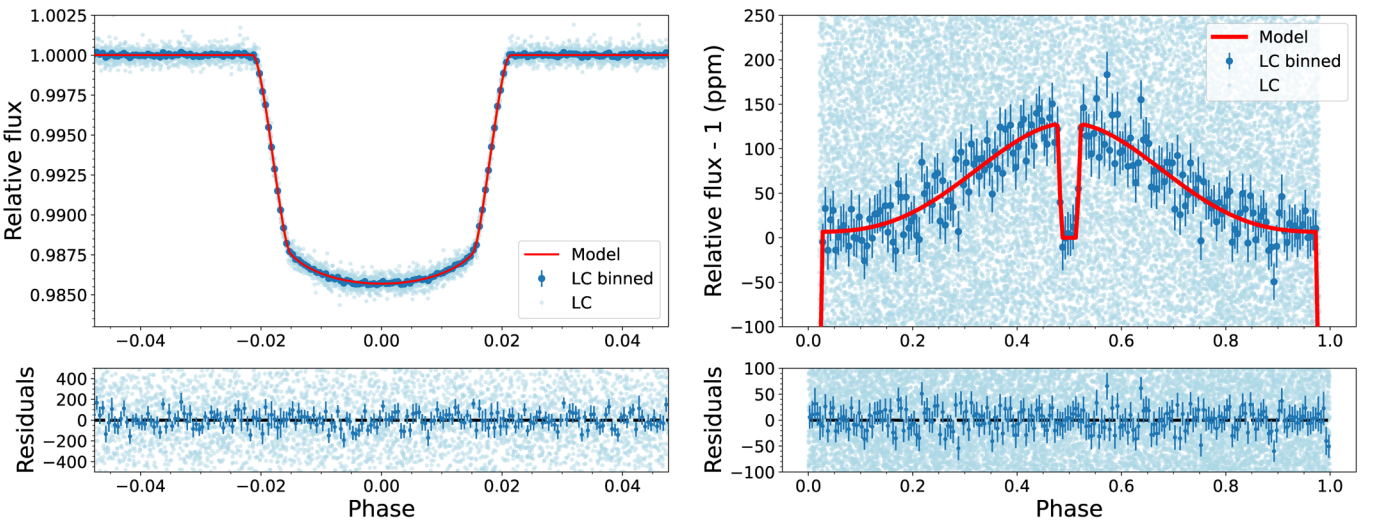 Relative flux
1.0025
1.0000
0.9975
0.9950
0.9925
0.9900
0.9875
0.9850
Model
LC binned
LC
−0.04 −0.02 0.00 0.02 0.04
Residuals
400
200
0
−200
−400
−0.04 −0.02 0.00 0.02 0.04
Phase
Relative flux - 1 (ppm)
250
200
150
100
50
0
−50
−100
Model
LC binned
LC
0.0 0.2 0.4 0.6 0.8 1.0
Residuals
100
50
0
−50
−100
0.0 0.2 0.4 0.6 0.8 1.0
Phase